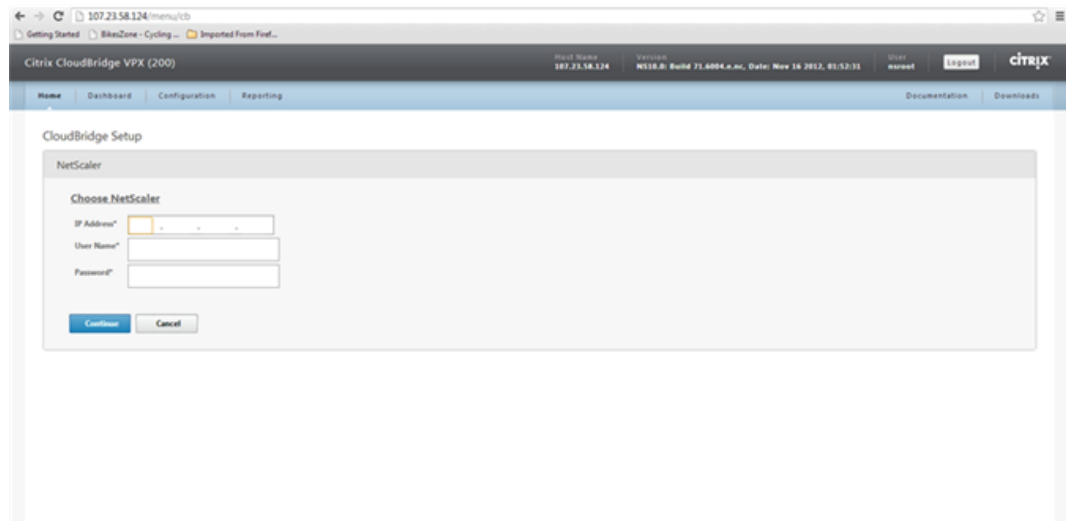 107.23.58.124/menu/cb
Getting Started BikesZone - Cycling ... Imported From Firef...
Citrix CloudBridge VPX (200)
Host Name Version User
107.23.58.124 NS10.0: Build 71.6004.e.nc, Date: Nov 16 2012, 01:52:31 nsroot Logout CITRIX
Home Dashboard Configuration Reporting Documentation Downloads
CloudBridge Setup
NetScaler
Choose NetScaler
IP Address* . . .
User Name*
Password*
Continue Cancel